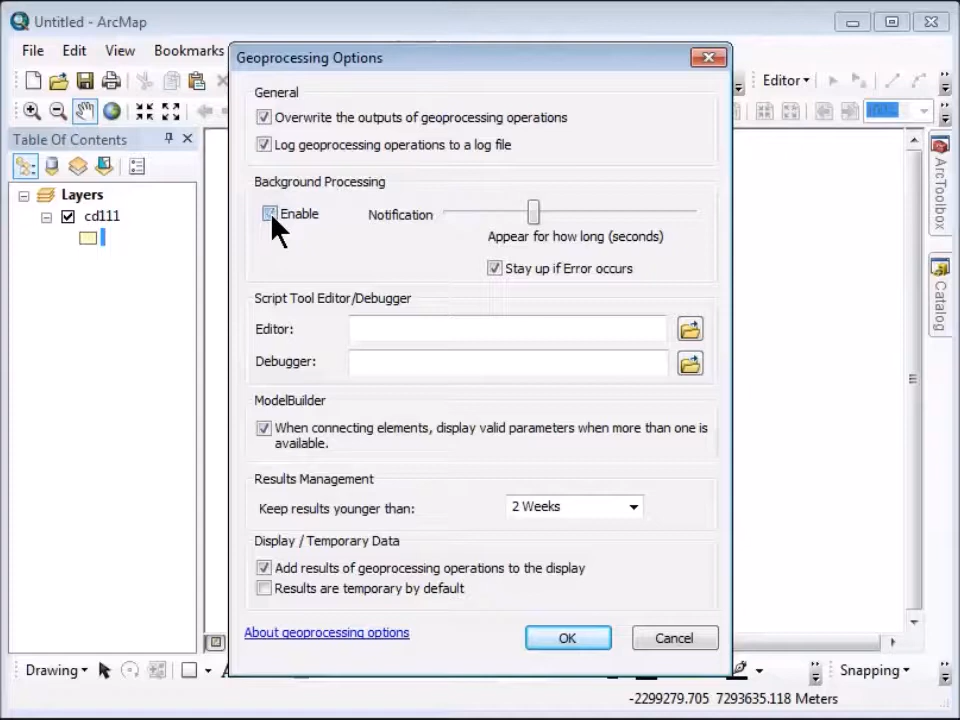 Untitled - ArcMap
File Edit View Bookmarks
Geoprocessing Options
Editor
Table Of Contents
Layers
cd111
General
Overwrite the outputs of geoprocessing operations
Log geoprocessing operations to a log file
Background Processing
Enable
Notification
Appear for how long (seconds)
Stay up if Error occurs
Script Tool Editor/Debugger
Editor:
Debugger:
ModelBuilder
When connecting elements, display valid parameters when more than one is
available.
Results Management
Keep results younger than:
2 Weeks
Display / Temporary Data
Add results of geoprocessing operations to the display
Results are temporary by default
About geoprocessing options
OK
Cancel
ArcToolbox
Catalog
Drawing
Snapping
-2299279.705 7293635.118 Meters